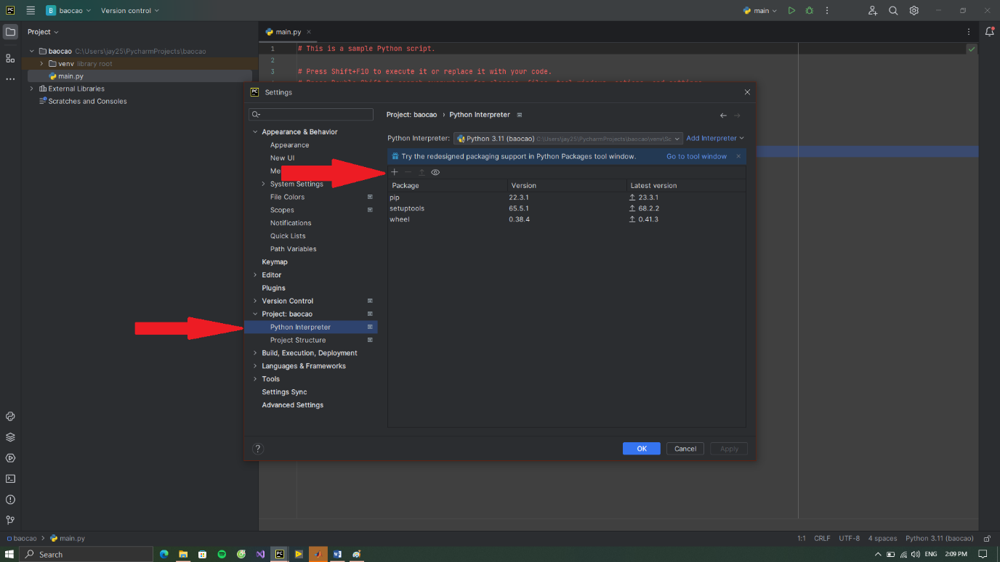 PC B baocao Version control main
Project main.py
baocao C:\Users\jay25\PycharmProjects\baocao
venv library root
main.py
External Libraries
Scratches and Consoles
1 # This is a sample Python script.
2
3 # Press Shift+F10 to execute it or replace it with your code.
4
PC Settings
Project: baocao › Python Interpreter
Python Interpreter: Python 3.11 (baocao) C:\Users\jay25\PycharmProjects\baocao\venv\Sc Add Interpreter
Try the redesigned packaging support in Python Packages tool window. Go to tool window
Package Version Latest version
pip 22.3.1 23.3.1
setuptools 65.5.1 68.2.2
wheel 0.38.4 0.41.3
Appearance & Behavior
Appearance
New UI
Me
System Settings
File Colors
Scopes
Notifications
Quick Lists
Path Variables
Keymap
Editor
Plugins
Version Control
Project: baocao
Python Interpreter
Project Structure
Build, Execution, Deployment
Languages & Frameworks
Tools
Settings Sync
Advanced Settings
? OK Cancel Apply
baocao > main.py 1:1 CRLF UTF-8 4 spaces Python 3.11 (baocao)
Search PC W ENG 2:09 PM